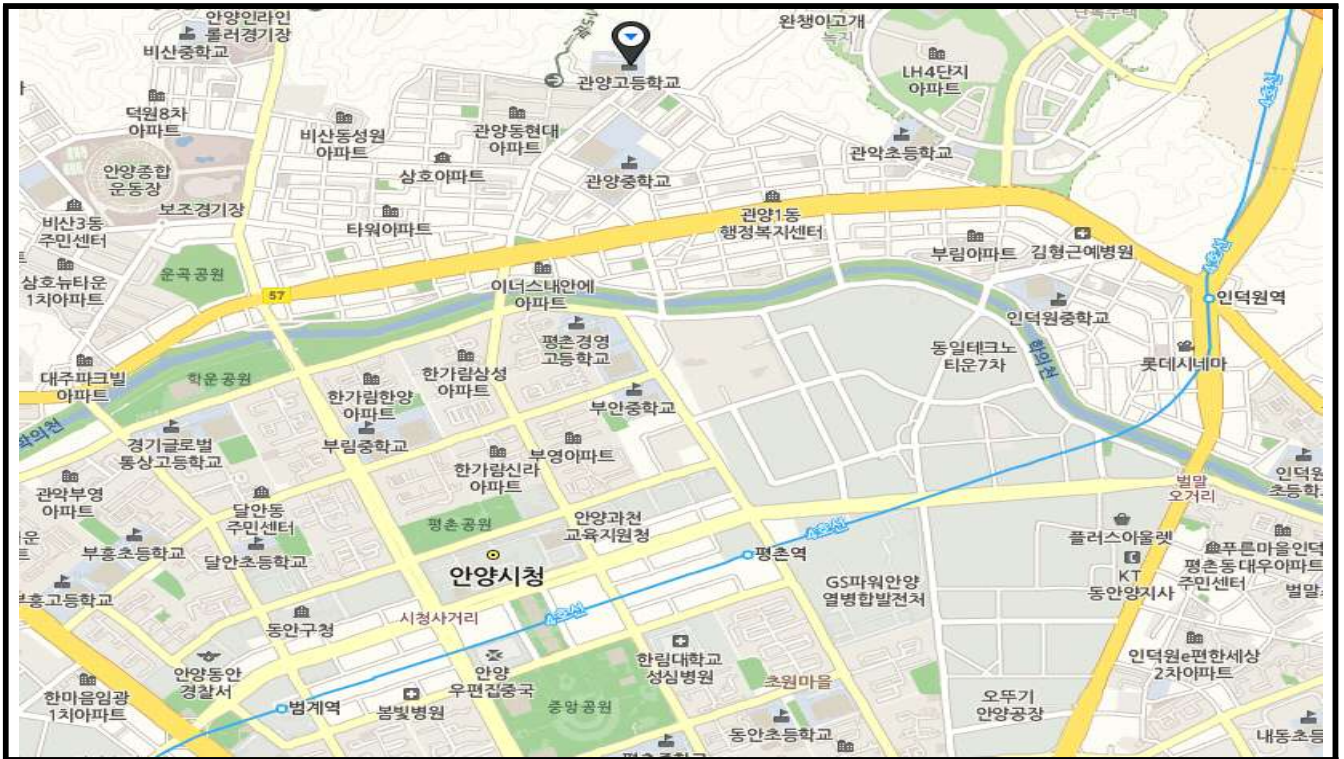 안양인라인
롤러경기장
비산중학교
관양고등학교
완챙이고개
녹지
단독주택
LH4단지
아파트
4호선
덕원8차
아파트
비산동성원
아파트
관양동현대
아파트
삼호아파트
관양중학교
관악초등학교
안양종합
운동장
보조경기장
비산3동
주민센터
타워아파트
관양1동
행정복지센터
부림아파트
김형근예병원
4호선
삼호뉴타운
1차아파트
운곡공원
57
이너스내안에
아파트
인덕원역
인덕원중학교
평촌경영
고등학교
동일테크노
타운7차
학의천
롯데시네마
대주파크빌
아파트
학운공원
한가람한양
아파트
한가람삼성
아파트
부안중학교
학의천
경기글로벌
통상고등학교
부림중학교
한가람신라
아파트
부영아파트
관악부영
아파트
달안동
주민센터
평촌공원
안양과천
교육지원청
벌말
오거리
인덕원
초등학
부흥초등학교
달안초등학교
안양시청
4호선
평촌역
플러스아울렛
푸른마을인덕
대우아파트
평촌동
주민센터
KT
동안양지사
GS파워안양
열병합발전처
부흥고등학교
동안구청
시청사거리
4호선
벌말
안양동안
경찰서
안양
우편집중국
한림대학교
성심병원
초원마을
인덕원e편한세상
2차아파트
한마음임광
1차아파트
범계역
봄빛병원
중앙공원
동안초등학교
오뚜기
안양공장
내동초등